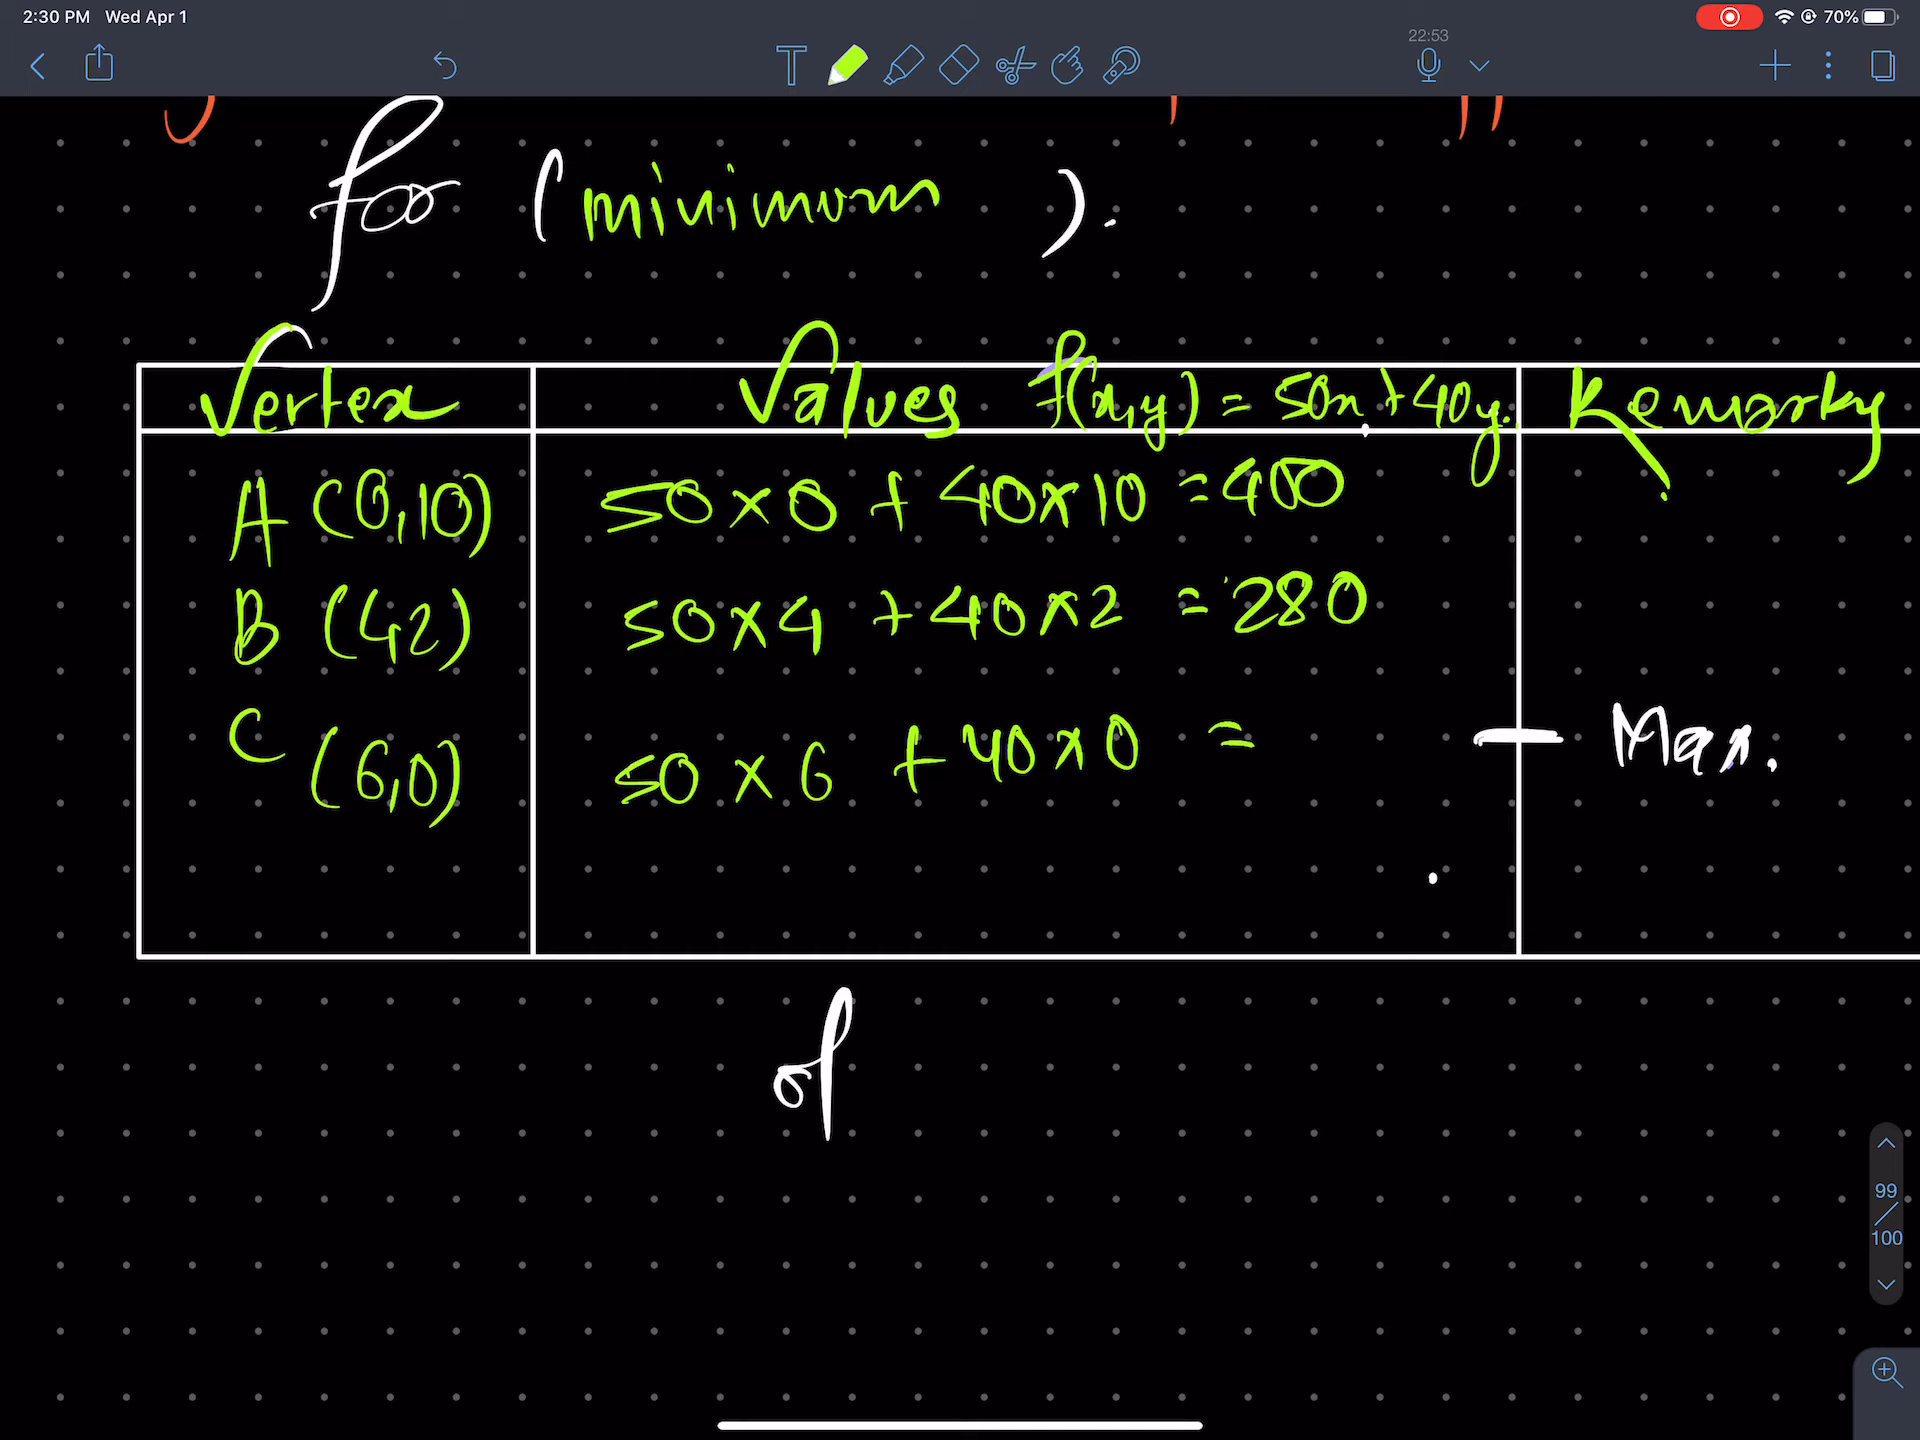 2:30 PM Wed Apr 1
70%
22:53
for (minimum).
Vertex Values f(x,y) = 50x + 40y. Remarks
A (0,10) 50×0 + 40×10 = 400
B (4,2) 50×4 + 40×2 = 280
C (6,0) 50×6 + 40×0 = — Max.
of
99
100